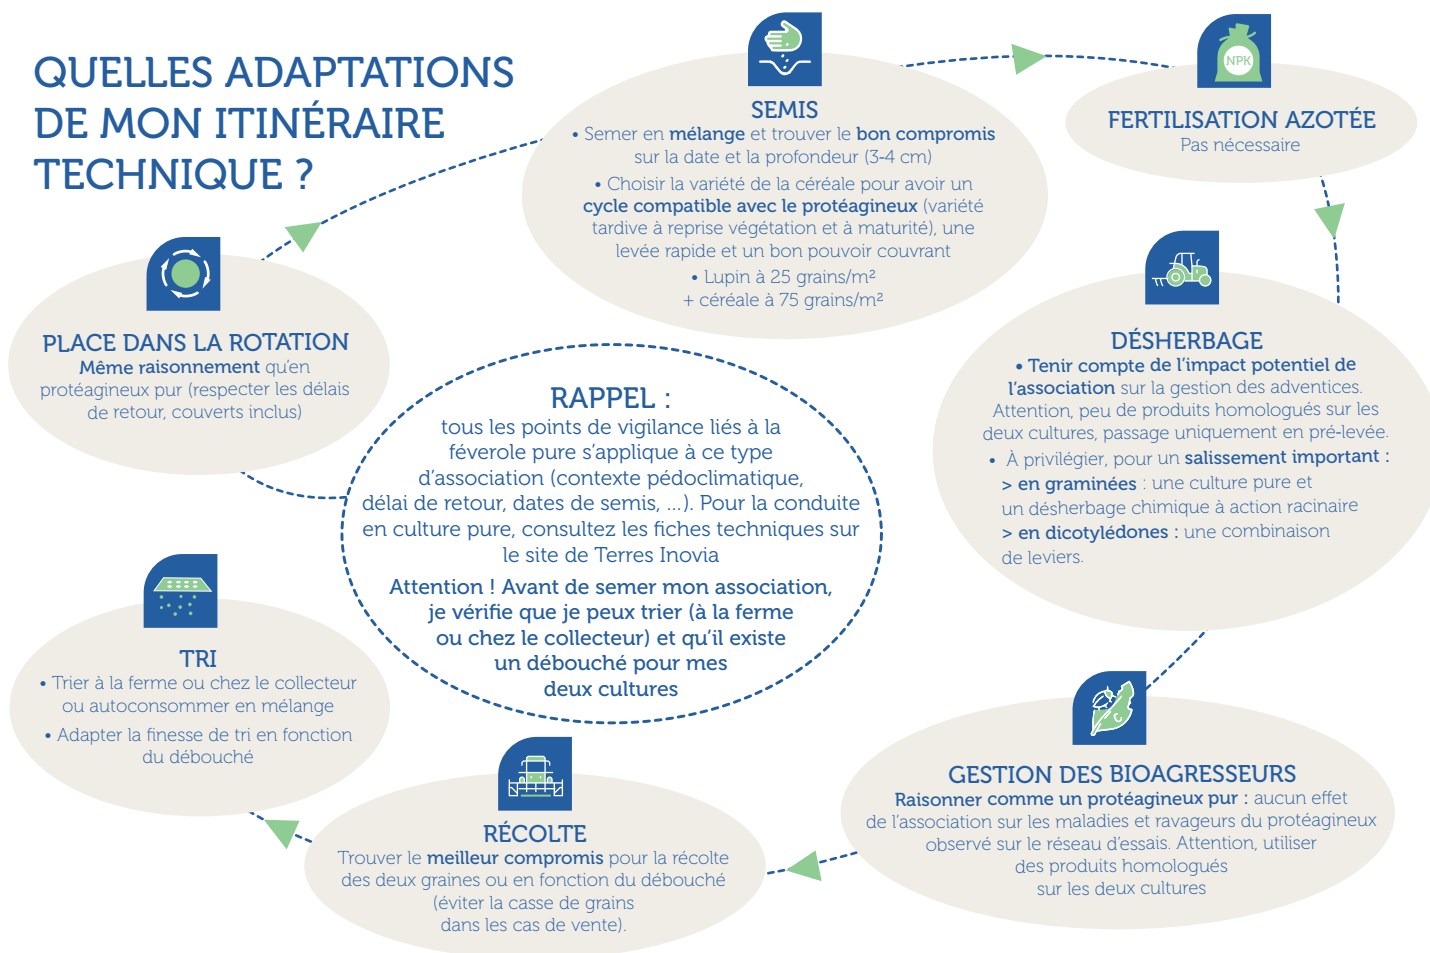 QUELLES ADAPTATIONS
DE MON ITINÉRAIRE
TECHNIQUE ?
PLACE DANS LA ROTATION
Même raisonnement qu'en
protéagineux pur (respecter les délais
de retour, couverts inclus)
SEMIS
• Semer en mélange et trouver le bon compromis
sur la date et la profondeur (3-4 cm)
• Choisir la variété de la céréale pour avoir un
cycle compatible avec le protéagineux (variété
tardive à reprise végétation et à maturité), une
levée rapide et un bon pouvoir couvrant
• Lupin à 25 grains/m²
+ céréale à 75 grains/m²
NPK
FERTILISATION AZOTÉE
Pas nécessaire
DÉSHERBAGE
• Tenir compte de l'impact potentiel de
l'association sur la gestion des adventices.
Attention, peu de produits homologués sur les
deux cultures, passage uniquement en pré-levée.
• À privilégier, pour un salissement important :
> en graminées : une culture pure et
un désherbage chimique à action racinaire
> en dicotylédones : une combinaison
de leviers.
GESTION DES BIOAGRESSEURS
Raisonner comme un protéagineux pur : aucun effet
de l'association sur les maladies et ravageurs du protéagineux
observé sur le réseau d'essais. Attention, utiliser
des produits homologués
sur les deux cultures
RÉCOLTE
Trouver le meilleur compromis pour la récolte
des deux graines ou en fonction du débouché
(éviter la casse de grains
dans les cas de vente).
TRI
• Trier à la ferme ou chez le collecteur
ou autoconsommer en mélange
• Adapter la finesse de tri en fonction
du débouché
RAPPEL :
tous les points de vigilance liés à la
féverole pure s'applique à ce type
d'association (contexte pédoclimatique,
délai de retour, dates de semis, ...). Pour la conduite
en culture pure, consultez les fiches techniques sur
le site de Terres Inovia
Attention ! Avant de semer mon association,
je vérifie que je peux trier (à la ferme
ou chez le collecteur) et qu'il existe
un débouché pour mes
deux cultures